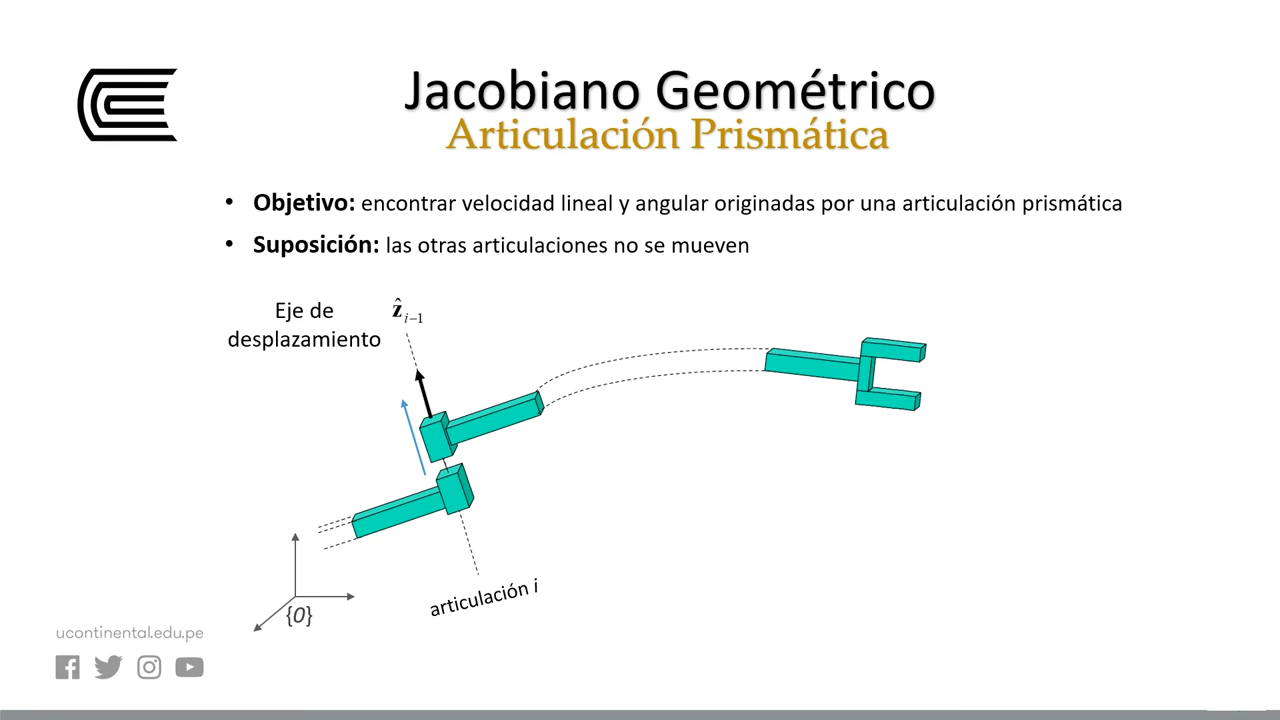 Jacobiano Geométrico
Articulación Prismática
• Objetivo: encontrar velocidad lineal y angular originadas por una articulación prismática
• Suposición: las otras articulaciones no se mueven
Eje de
desplazamiento
ẑ i−1
articulación i
{0}
ucontinental.edu.pe